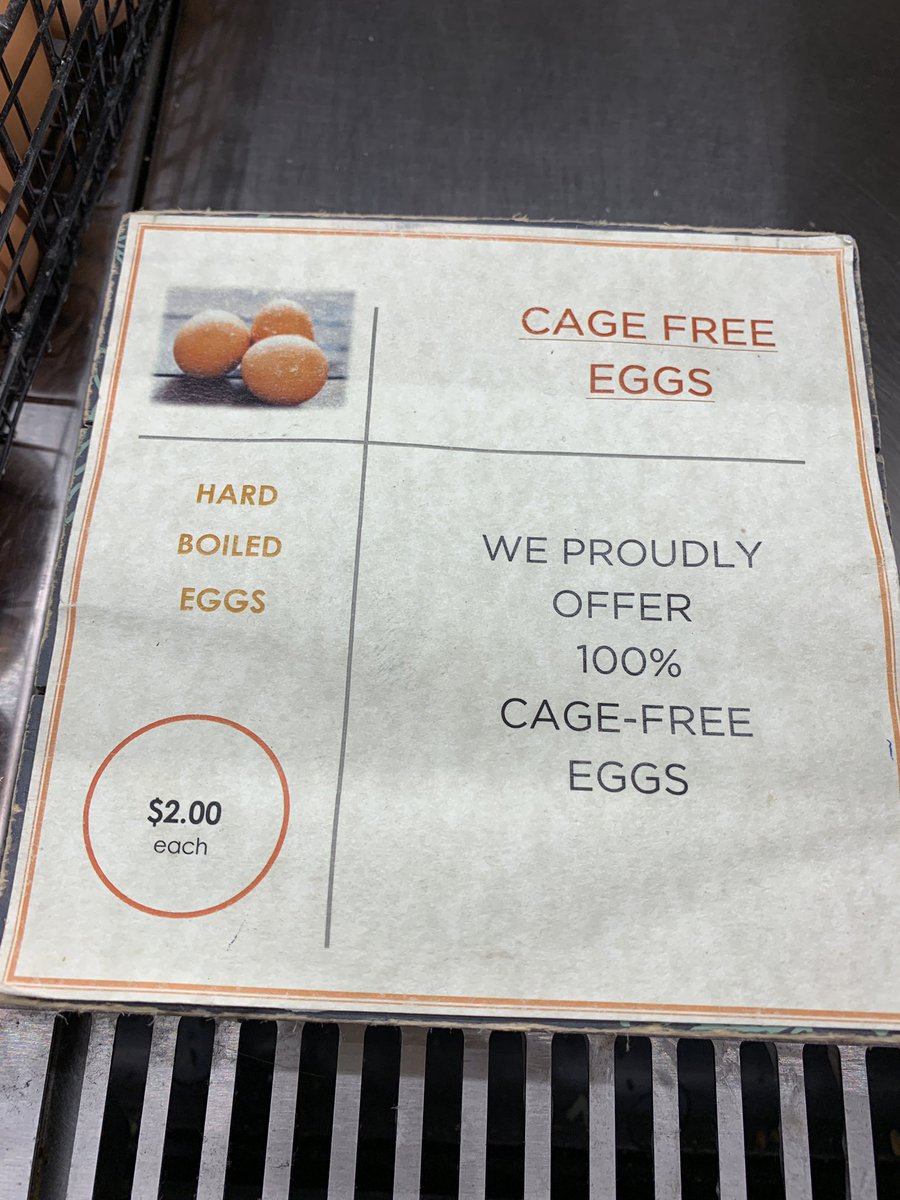 CAGE FREE
EGGS
HARD
BOILED
EGGS
$2.00
each
WE PROUDLY
OFFER
100%
CAGE-FREE
EGGS